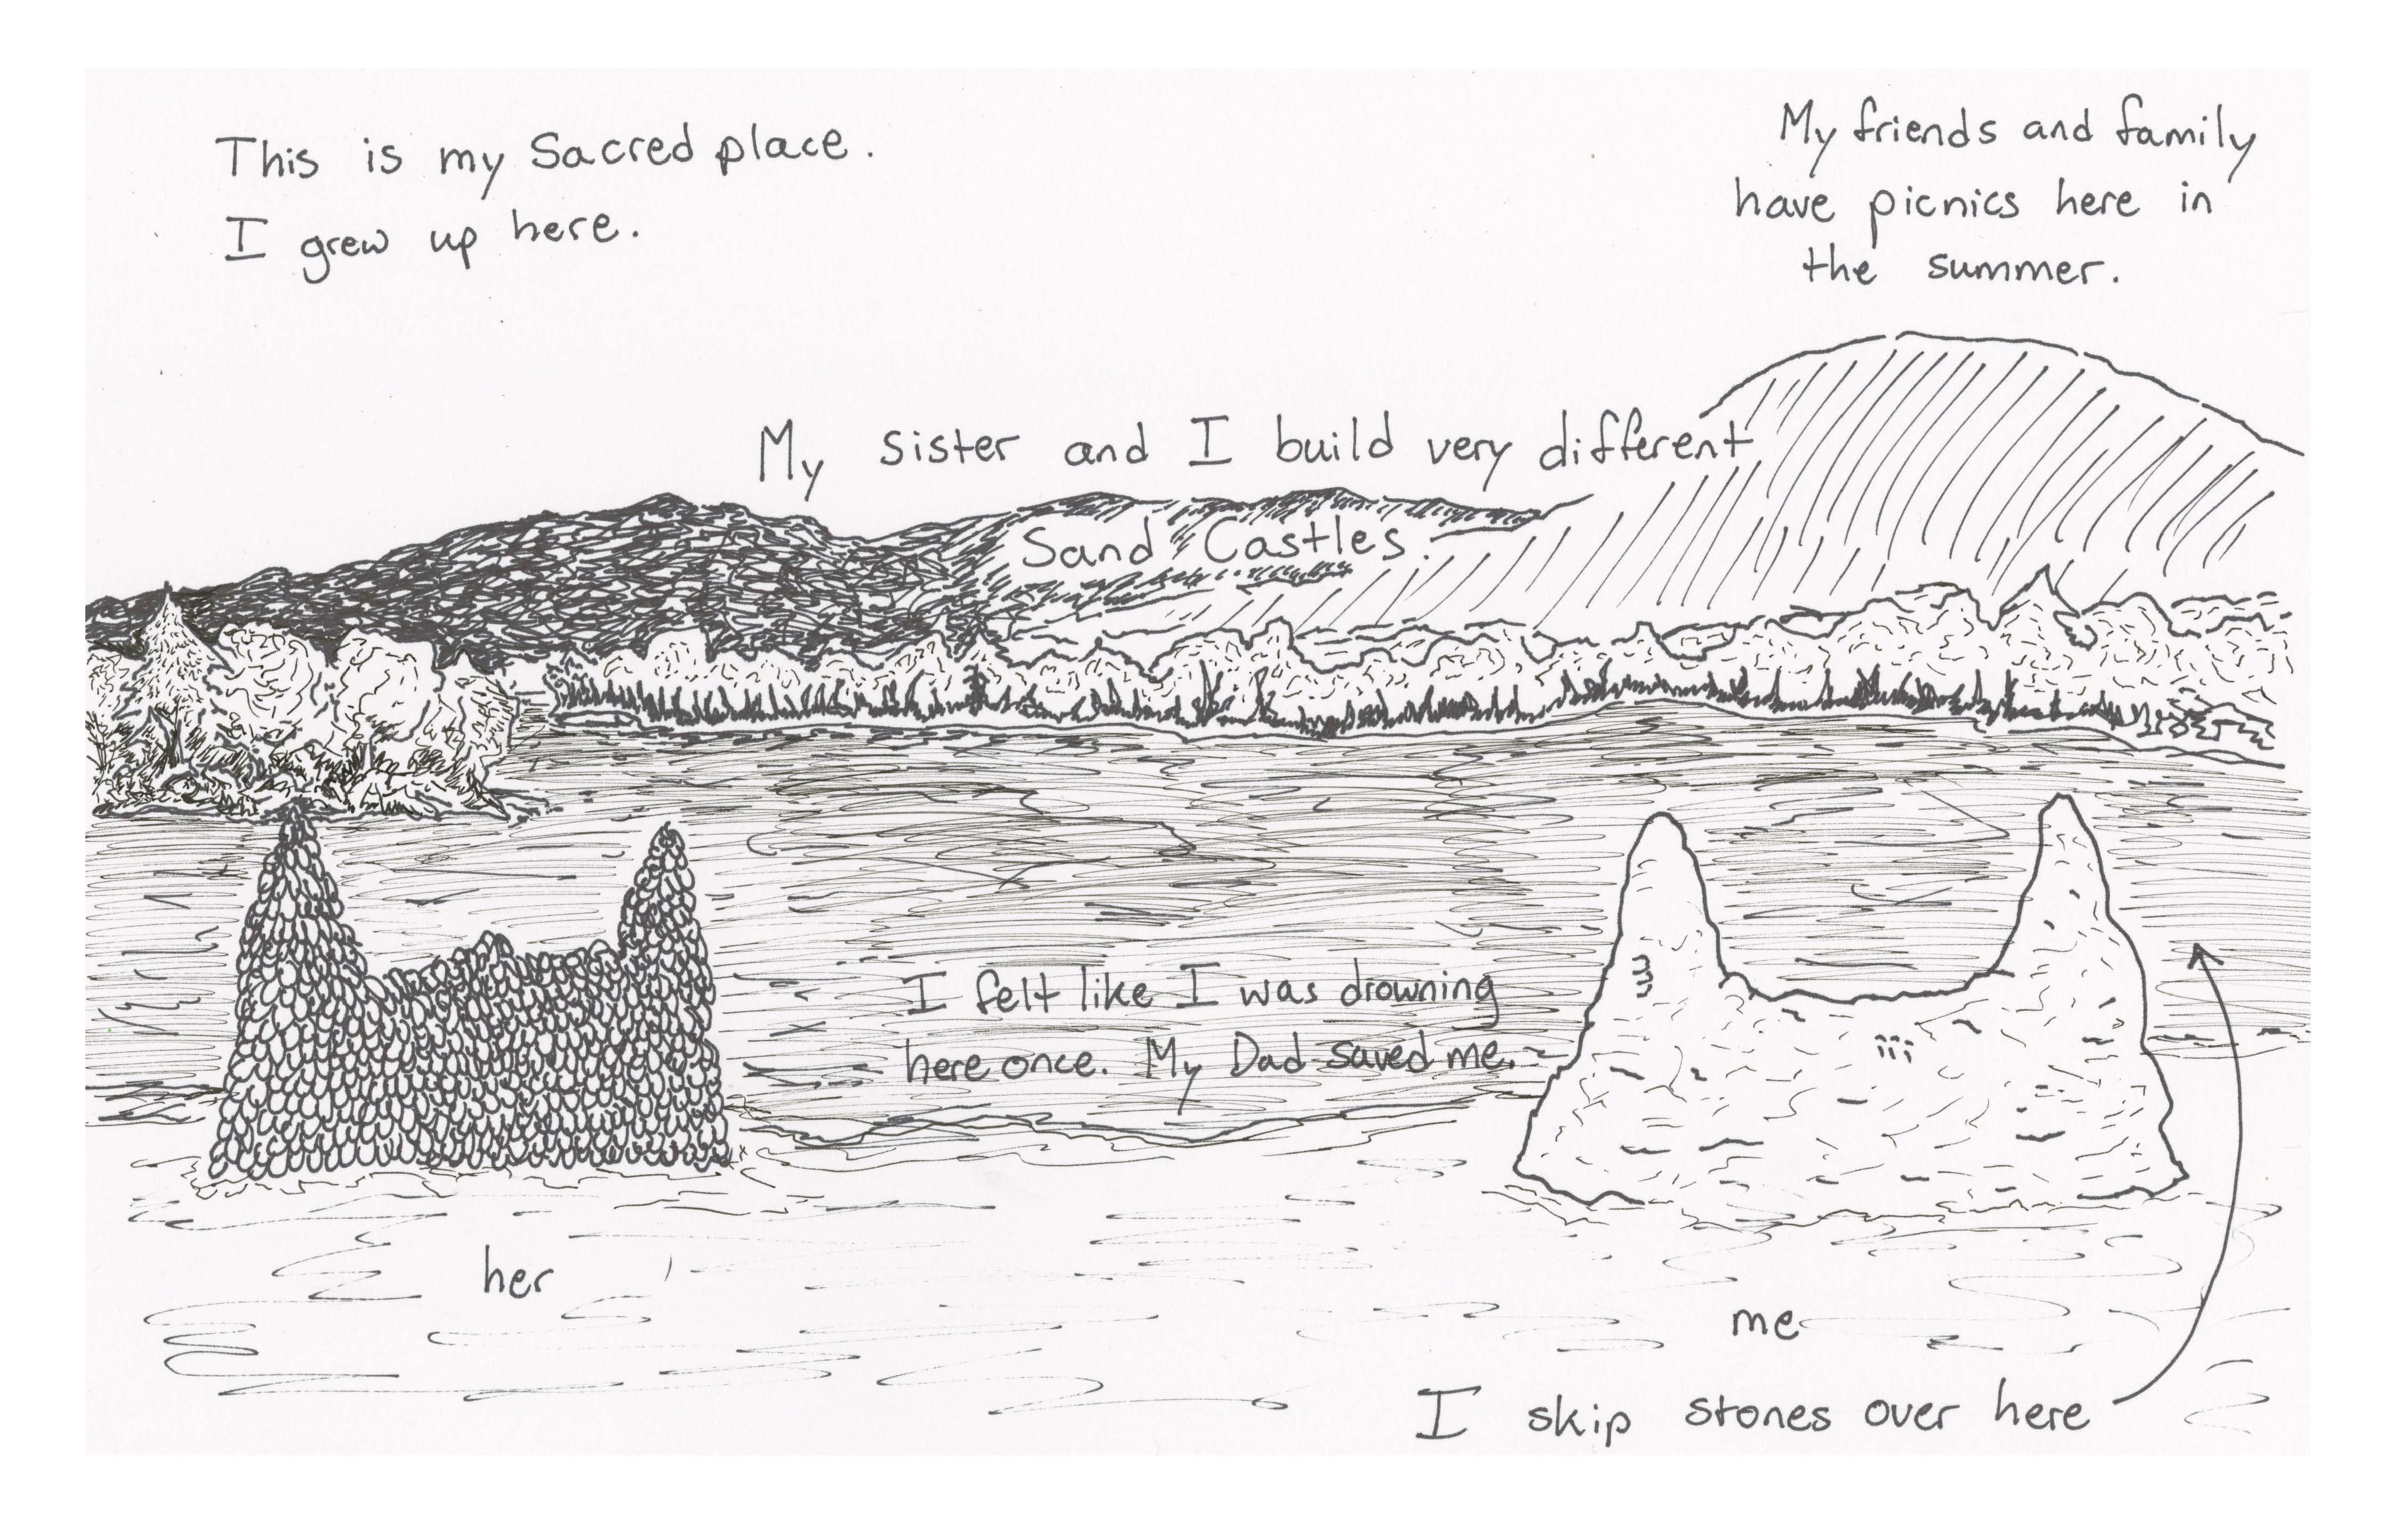 This is my Sacred place.
I grew up here.
My friends and family
have picnics here in
the summer.
My sister and I build very different
Sand Castles.
I felt like I was drowning
here once. My Dad saved me.
her
me
I skip stones over here